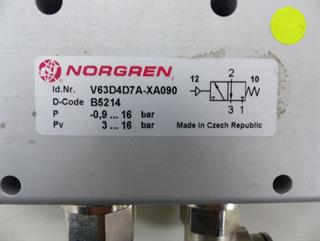 NORGREN
Id.Nr. V63D4D7A-XA090
D-Code B5214
P -0,9 ... 16 bar
Pv 3 ... 16 bar
12 2 10
3 1
Made in Czech Republic